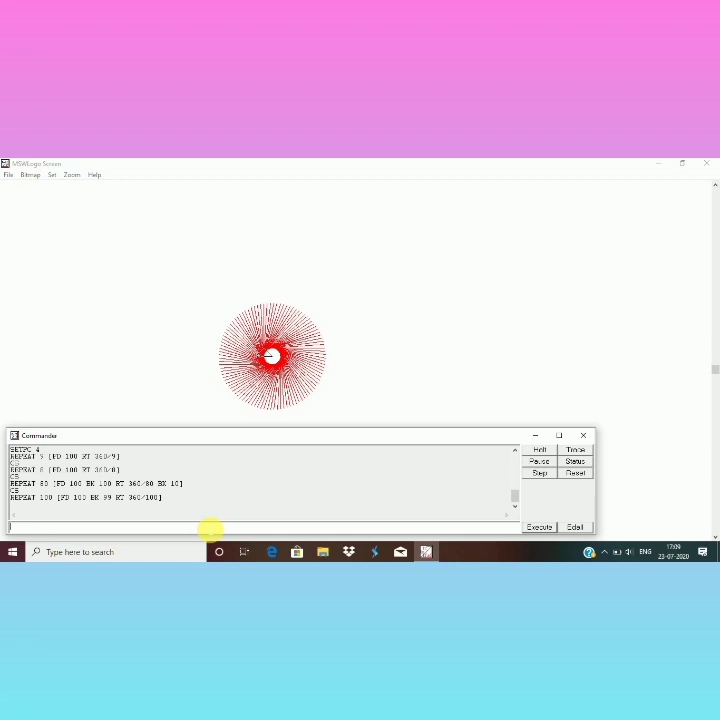 MSWLogo Screen
File Bitmap Set Zoom Help
Commander
SETPC 4
REPEAT 9 [FD 100 RT 360/9]
CS
REPEAT 8 [FD 100 RT 360/8]
CS
REPEAT 80 [FD 100 BK 100 RT 360/80 BK 10]
CS
REPEAT 100 [FD 100 BK 99 RT 360/100]
Halt Trace
Pause Status
Step Reset
Execute Edall
Type here to search
ENG
17:09
23-07-2020